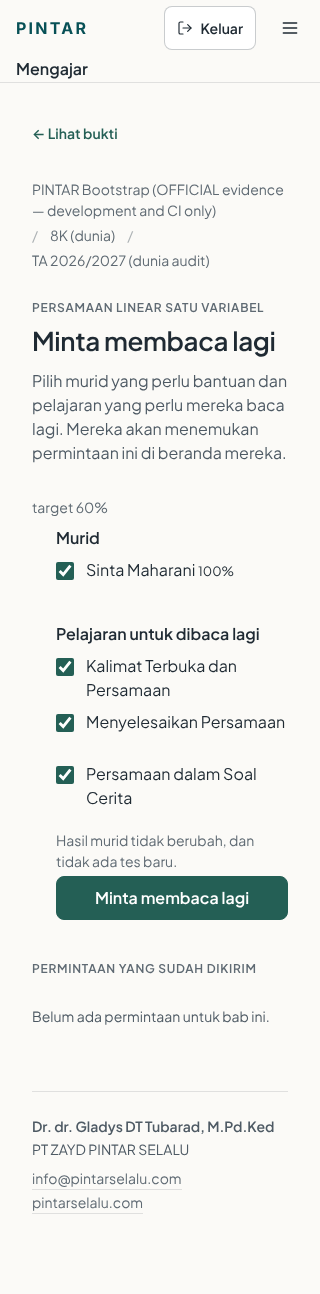 PINTAR
Keluar
Mengajar
← Lihat bukti
PINTAR Bootstrap (OFFICIAL evidence
— development and CI only)
/ 8K (dunia) /
TA 2026/2027 (dunia audit)
PERSAMAAN LINEAR SATU VARIABEL
Minta membaca lagi
Pilih murid yang perlu bantuan dan
pelajaran yang perlu mereka baca
lagi. Mereka akan menemukan
permintaan ini di beranda mereka.
target 60%
Murid
Sinta Maharani 100%
Pelajaran untuk dibaca lagi
Kalimat Terbuka dan
Persamaan
Menyelesaikan Persamaan
Persamaan dalam Soal
Cerita
Hasil murid tidak berubah, dan
tidak ada tes baru.
Minta membaca lagi
PERMINTAAN YANG SUDAH DIKIRIM
Belum ada permintaan untuk bab ini.
Dr. dr. Gladys DT Tubarad, M.Pd.Ked
PT ZAYD PINTAR SELALU
info@pintarselalu.com
pintarselalu.com